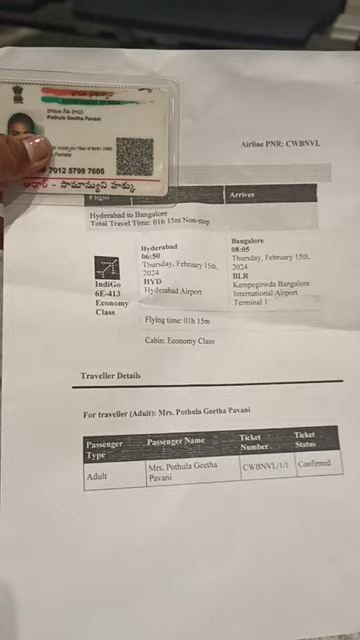 Pothula Geetha Pavani
Year of Birth:
Female
7012 5799 7605
ఆధార్ - సామాన్యుని హక్కు
Airline PNR: CWBNVL
Flight Arrives
Hyderabad to Bangalore
Total Travel Time: 01h 15m Non-stop
IndiGo
6E-413
Economy
Class
Hyderabad
06:50
Thursday, February 15th,
2024
HYD
Hyderabad Airport
Bangalore
08:05
Thursday, February 15th,
2024
BLR
Kempegowda Bangalore
International Airport
Terminal 1
Flying time: 01h 15m
Cabin: Economy Class
Traveller Details
For traveller (Adult): Mrs. Pothula Geetha Pavani
Passenger Type Passenger Name Ticket Number Ticket Status
Adult Mrs. Pothula Geetha Pavani CWBNVL/1/1 Confirmed